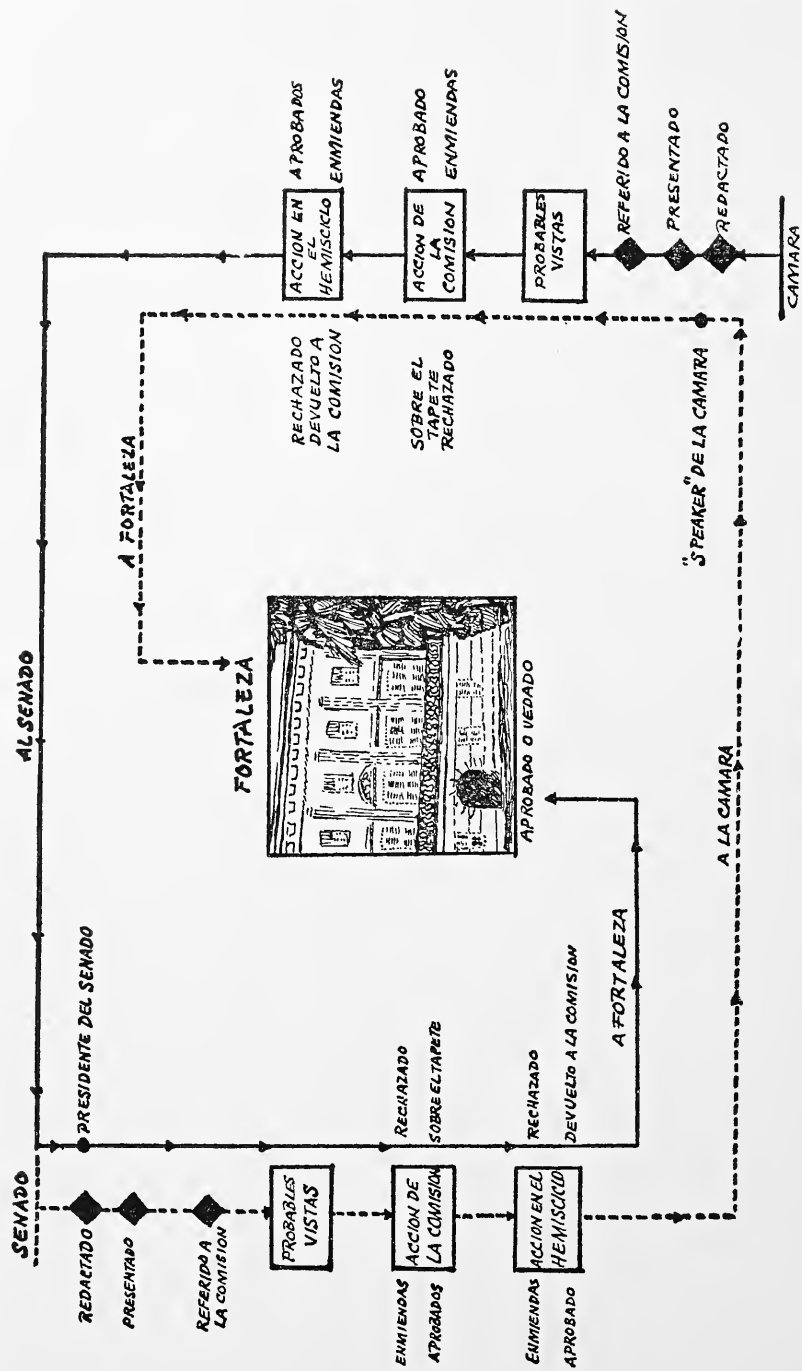 SENADO
REDACTADO
PRESENTADO
REFERIDO A
LA COMISION
PROBABLES
VISTAS
ENMIENDAS
APROBADOS
ACCION DE
LA COMISION
ENMIENDAS
APROBADO
ACCION EN EL
HEMISCICLO
PRESIDENTE DEL SENADO
RECHAZADO
SOBRE EL TAPETE
RECHAZADO
DEVUELTO A LA COMISION
A FORTALEZA
AL SENADO
A FORTALEZA
FORTALEZA
APROBADO O VEDADO
A LA CAMARA
RECHAZADO
DEVUELTO A
LA COMISION
SOBRE EL
TAPETE
RECHAZADO
"SPEAKER" DE LA CAMARA
ACCION EN
EL
HEMISCICLO
APROBADOS
ENMIENDAS
ACCION DE
LA
COMISION
APROBADO
ENMIENDAS
PROBABLES
VISTAS
REFERIDO A LA COMISION
PRESENTADO
REDACTADO
CAMARA